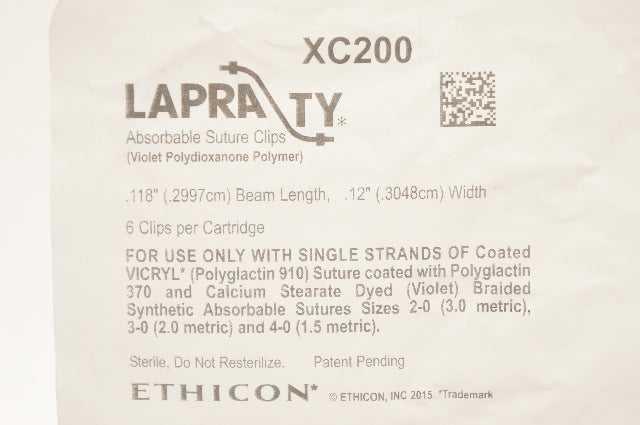 XC200
LAPRA TY*
Absorbable Suture Clips
(Violet Polydioxanone Polymer)
.118" (.2997cm) Beam Length, .12" (.3048cm) Width
6 Clips per Cartridge
FOR USE ONLY WITH SINGLE STRANDS OF Coated
VICRYL* (Polyglactin 910) Suture coated with Polyglactin
370 and Calcium Stearate Dyed (Violet) Braided
Synthetic Absorbable Sutures Sizes 2-0 (3.0 metric),
3-0 (2.0 metric) and 4-0 (1.5 metric).
Sterile, Do Not Resterilize. Patent Pending
ETHICON* © ETHICON, INC 2015 *Trademark